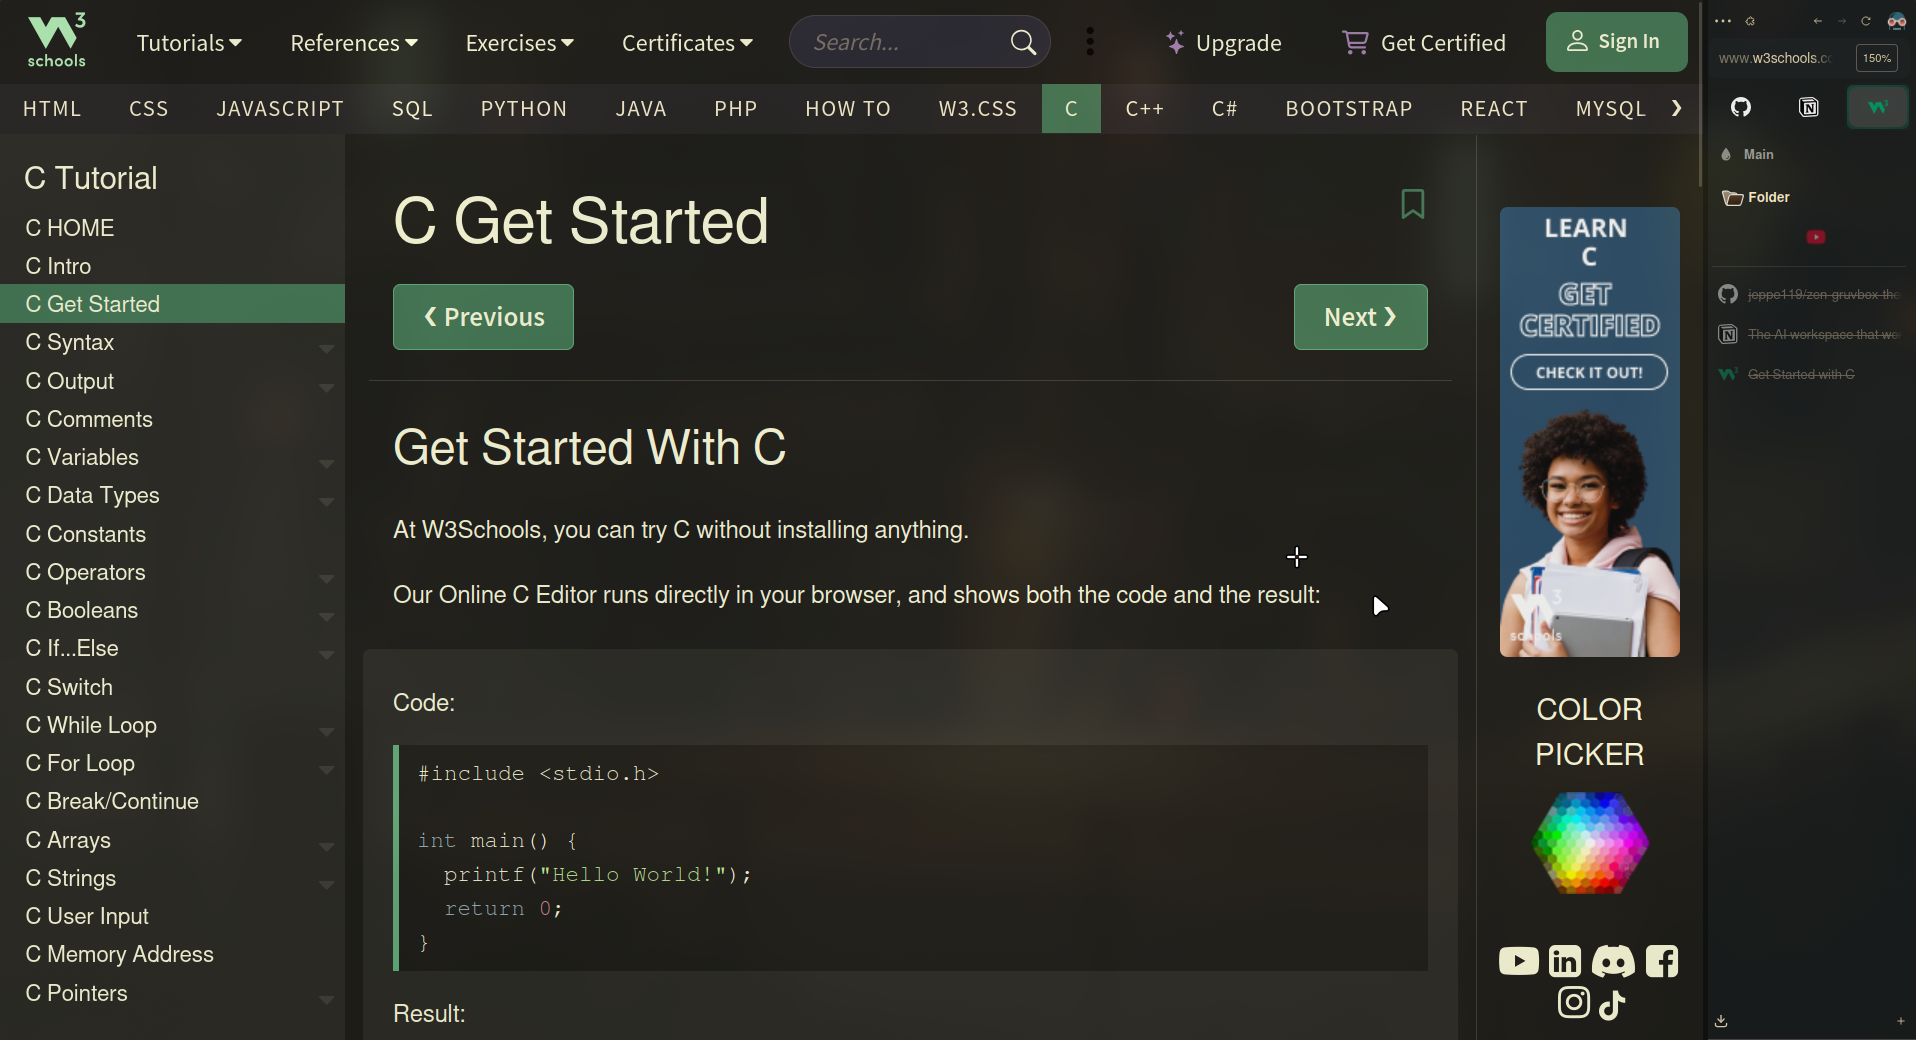 W3
schools
Tutorials
References
Exercises
Certificates
Search...
Upgrade
Get Certified
Sign In
HTML
CSS
JAVASCRIPT
SQL
PYTHON
JAVA
PHP
HOW TO
W3.CSS
C
C++
C#
BOOTSTRAP
REACT
MYSQL
C Tutorial
C HOME
C Intro
C Get Started
C Syntax
C Output
C Comments
C Variables
C Data Types
C Constants
C Operators
C Booleans
C If...Else
C Switch
C While Loop
C For Loop
C Break/Continue
C Arrays
C Strings
C User Input
C Memory Address
C Pointers
C Get Started
❮ Previous
Next ❯
Get Started With C
At W3Schools, you can try C without installing anything.
Our Online C Editor runs directly in your browser, and shows both the code and the result:
Code:
#include <stdio.h>
int main() {
printf("Hello World!");
return 0;
}
Result:
LEARN
C
GET
CERTIFIED
CHECK IT OUT!
W3
schools
COLOR
PICKER
www.w3schools.c
150%
Main
Folder
jeppe119/zen-gruvbox-the
The AI workspace that wo
Get Started with C